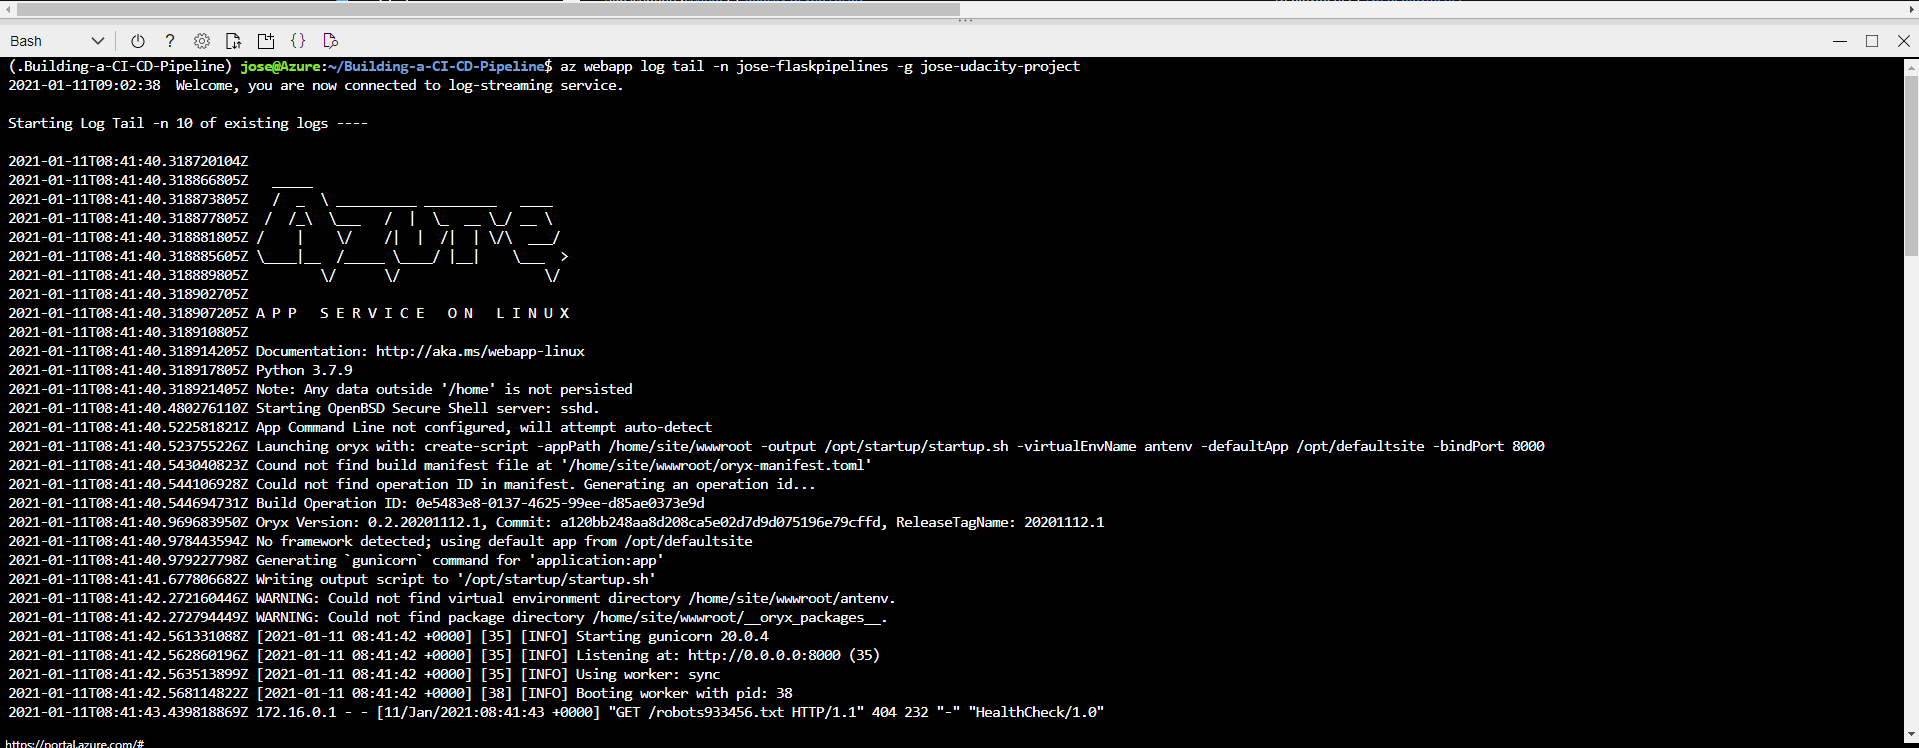 Bash
(.Building-a-CI-CD-Pipeline) jose@Azure:~/Building-a-CI-CD-Pipeline$ az webapp log tail -n jose-flaskpipelines -g jose-udacity-project
2021-01-11T09:02:38  Welcome, you are now connected to log-streaming service.
Starting Log Tail -n 10 of existing logs ----
2021-01-11T08:41:40.318720104Z
2021-01-11T08:41:40.318866805Z   _____
2021-01-11T08:41:40.318873805Z   /  _  \ __________ _________   ____
2021-01-11T08:41:40.318877805Z  /  /_\  \___   /  |   \_  __ \_/ __ \
2021-01-11T08:41:40.318881805Z /    |    \/    /|  |  /|  | \/\  ___/
2021-01-11T08:41:40.318885605Z \____|__  /_____ \____/ |__|    \___  >
2021-01-11T08:41:40.318889805Z         \/      \/                  \/
2021-01-11T08:41:40.318902705Z
2021-01-11T08:41:40.318907205Z A P P   S E R V I C E   O N   L I N U X
2021-01-11T08:41:40.318910805Z
2021-01-11T08:41:40.318914205Z Documentation: http://aka.ms/webapp-linux
2021-01-11T08:41:40.318917805Z Python 3.7.9
2021-01-11T08:41:40.318921405Z Note: Any data outside '/home' is not persisted
2021-01-11T08:41:40.480276110Z Starting OpenBSD Secure Shell server: sshd.
2021-01-11T08:41:40.522581821Z App Command Line not configured, will attempt auto-detect
2021-01-11T08:41:40.523755226Z Launching oryx with: create-script -appPath /home/site/wwwroot -output /opt/startup/startup.sh -virtualEnvName antenv -defaultApp /opt/defaultsite -bindPort 8000
2021-01-11T08:41:40.543040823Z Cound not find build manifest file at '/home/site/wwwroot/oryx-manifest.toml'
2021-01-11T08:41:40.544106928Z Could not find operation ID in manifest. Generating an operation id...
2021-01-11T08:41:40.544694731Z Build Operation ID: 0e5483e8-0137-4625-99ee-d85ae0373e9d
2021-01-11T08:41:40.969683950Z Oryx Version: 0.2.20201112.1, Commit: a120bb248aa8d208ca5e02d7d9d075196e79cffd, ReleaseTagName: 20201112.1
2021-01-11T08:41:40.978443594Z No framework detected; using default app from /opt/defaultsite
2021-01-11T08:41:40.979227798Z Generating `gunicorn` command for 'application:app'
2021-01-11T08:41:41.677806682Z Writing output script to '/opt/startup/startup.sh'
2021-01-11T08:41:42.272160446Z WARNING: Could not find virtual environment directory /home/site/wwwroot/antenv.
2021-01-11T08:41:42.272794449Z WARNING: Could not find package directory /home/site/wwwroot/__oryx_packages__.
2021-01-11T08:41:42.561331088Z [2021-01-11 08:41:42 +0000] [35] [INFO] Starting gunicorn 20.0.4
2021-01-11T08:41:42.562860196Z [2021-01-11 08:41:42 +0000] [35] [INFO] Listening at: http://0.0.0.0:8000 (35)
2021-01-11T08:41:42.563513899Z [2021-01-11 08:41:42 +0000] [35] [INFO] Using worker: sync
2021-01-11T08:41:42.568114822Z [2021-01-11 08:41:42 +0000] [38] [INFO] Booting worker with pid: 38
2021-01-11T08:41:43.439818869Z 172.16.0.1 - - [11/Jan/2021:08:41:43 +0000] "GET /robots933456.txt HTTP/1.1" 404 232 "-" "HealthCheck/1.0"
https://portal.azure.com/#